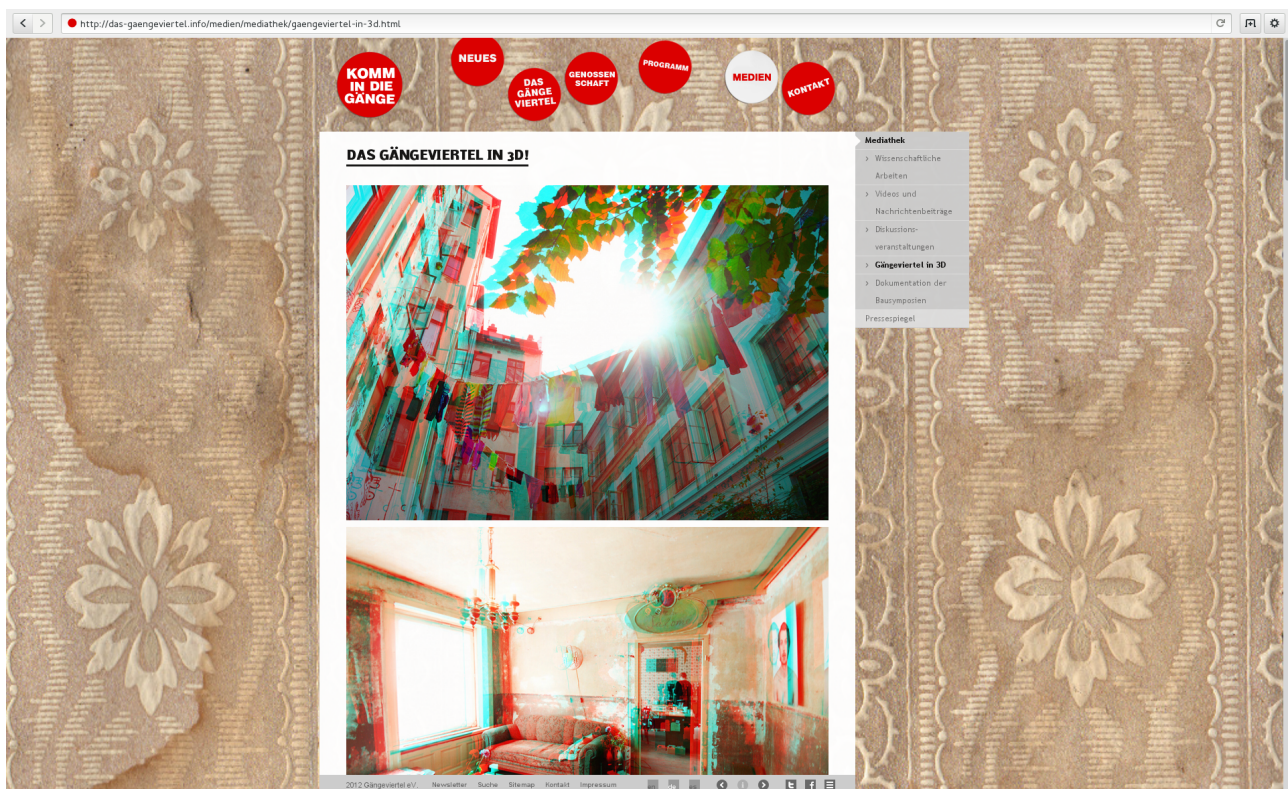 http://das-gaengeviertel.info/medien/mediathek/gaengeviertel-in-3d.html
KOMM
IN DIE
GÄNGE
NEUES
DAS
GÄNGE
VIERTEL
GENOSSEN
SCHAFT
PROGRAMM
MEDIEN
KONTAKT
DAS GÄNGEVIERTEL IN 3D!
Mediathek
› Wissenschaftliche
Arbeiten
› Videos und
Nachrichtenbeiträge
› Diskussions-
veranstaltungen
› Gängeviertel in 3D
› Dokumentation der
Bausymposien
Pressespiegel
2012 Gängeviertel eV. Newsletter Suche Sitemap Kontakt Impressum